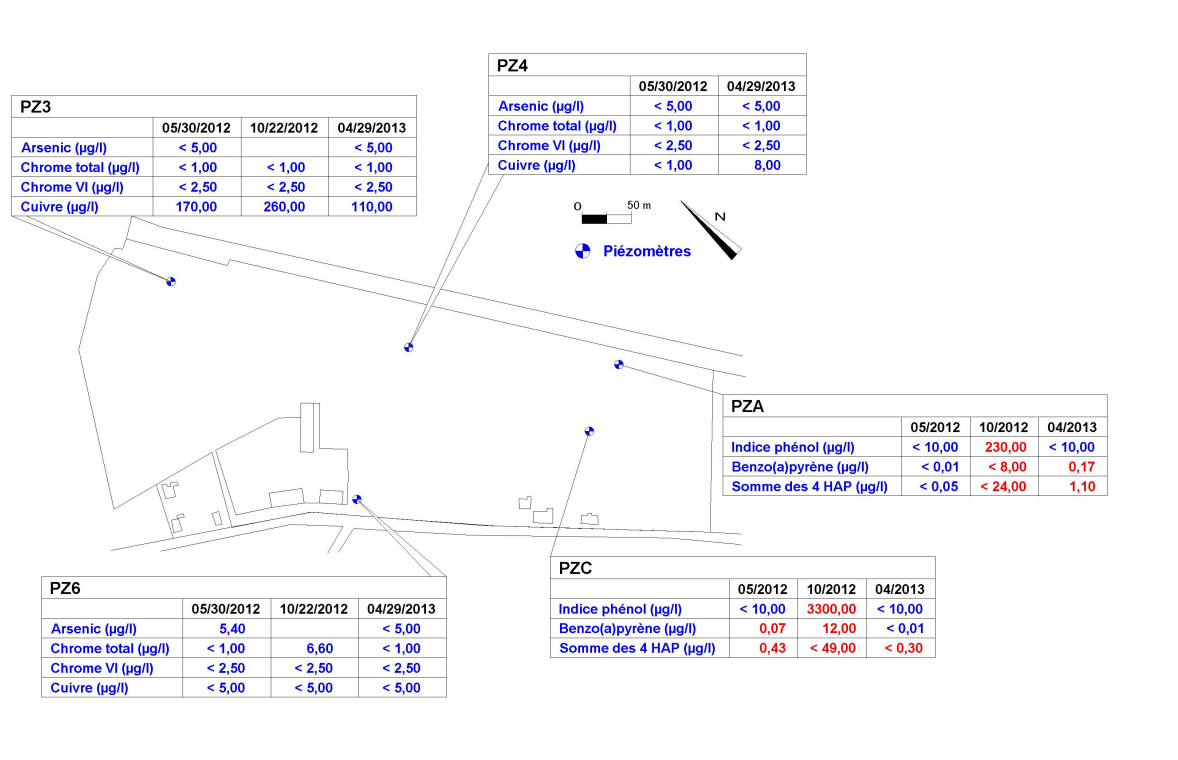 PZ4
05/30/2012 04/29/2013
Arsenic (µg/l) < 5,00 < 5,00
Chrome total (µg/l) < 1,00 < 1,00
Chrome VI (µg/l) < 2,50 < 2,50
Cuivre (µg/l) < 1,00 8,00
PZ3
05/30/2012 10/22/2012 04/29/2013
Arsenic (µg/l) < 5,00 < 5,00
Chrome total (µg/l) < 1,00 < 1,00 < 1,00
Chrome VI (µg/l) < 2,50 < 2,50 < 2,50
Cuivre (µg/l) 170,00 260,00 110,00
0 50 m
N
Piézomètres
PZA
05/2012 10/2012 04/2013
Indice phénol (µg/l) < 10,00 230,00 < 10,00
Benzo(a)pyrène (µg/l) < 0,01 < 8,00 0,17
Somme des 4 HAP (µg/l) < 0,05 < 24,00 1,10
PZC
05/2012 10/2012 04/2013
Indice phénol (µg/l) < 10,00 3300,00 < 10,00
Benzo(a)pyrène (µg/l) 0,07 12,00 < 0,01
Somme des 4 HAP (µg/l) 0,43 < 49,00 < 0,30
PZ6
05/30/2012 10/22/2012 04/29/2013
Arsenic (µg/l) 5,40 < 5,00
Chrome total (µg/l) < 1,00 6,60 < 1,00
Chrome VI (µg/l) < 2,50 < 2,50 < 2,50
Cuivre (µg/l) < 5,00 < 5,00 < 5,00